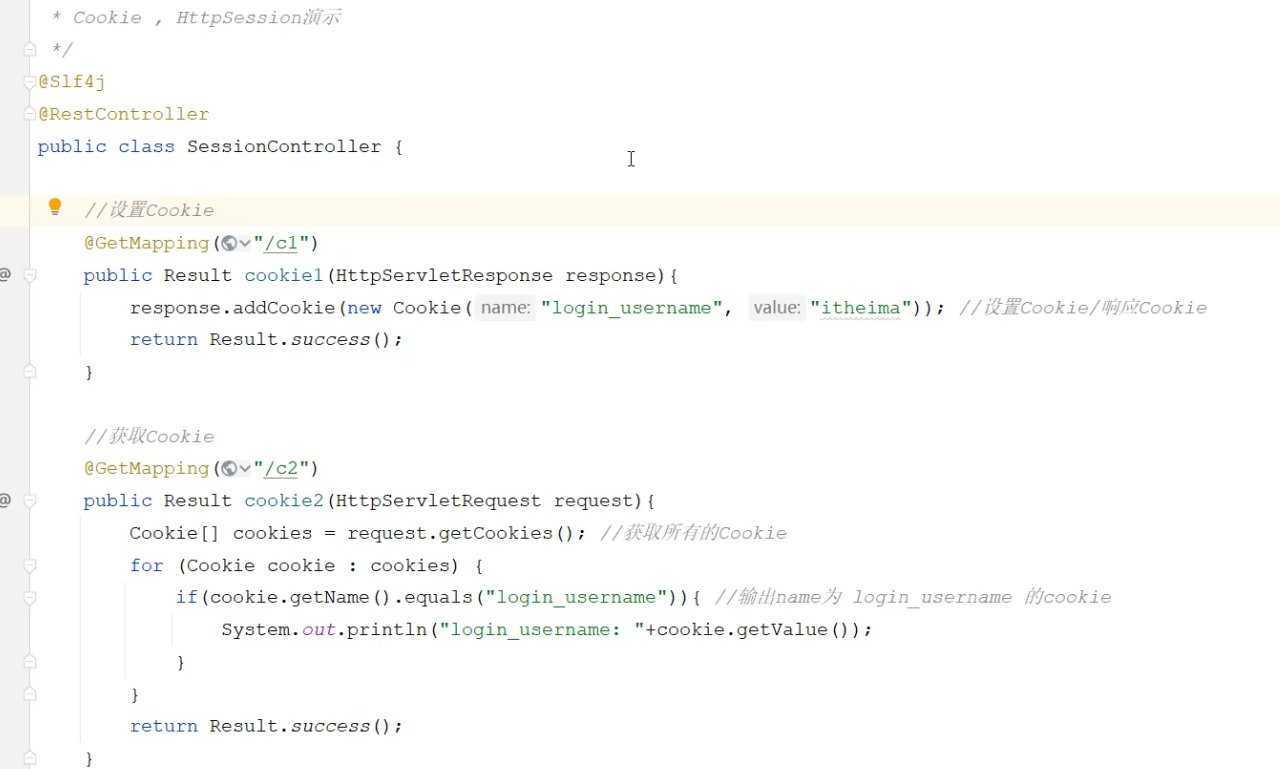 * Cookie , HttpSession演示
*/
@Slf4j
@RestController
public class SessionController {
//设置Cookie
@GetMapping("/c1")
public Result cookie1(HttpServletResponse response){
response.addCookie(new Cookie( name: "login_username", value: "itheima")); //设置Cookie/响应Cookie
return Result.success();
}
//获取Cookie
@GetMapping("/c2")
@ public Result cookie2(HttpServletRequest request){
Cookie[] cookies = request.getCookies(); //获取所有的Cookie
for (Cookie cookie : cookies) {
if(cookie.getName().equals("login_username")){ //输出name为 login_username 的cookie
System.out.println("login_username: "+cookie.getValue());
}
}
return Result.success();
}